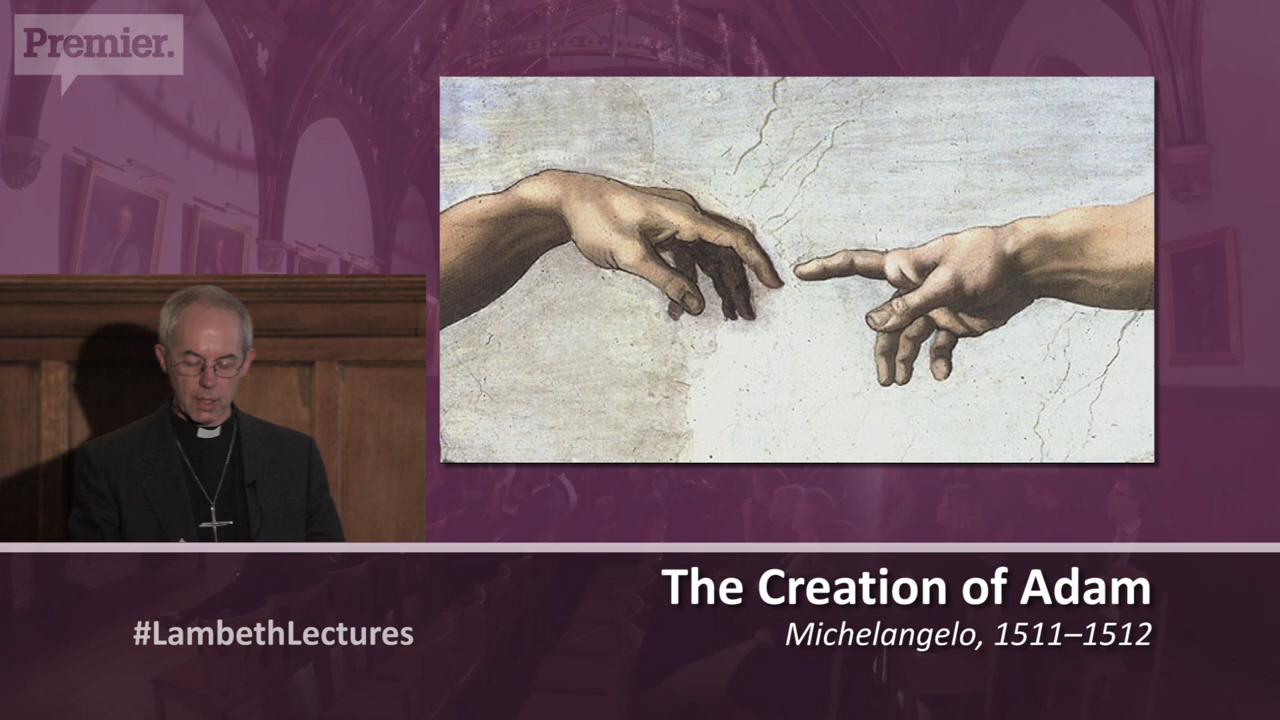 Premier.
The Creation of Adam
Michelangelo, 1511–1512
#LambethLectures